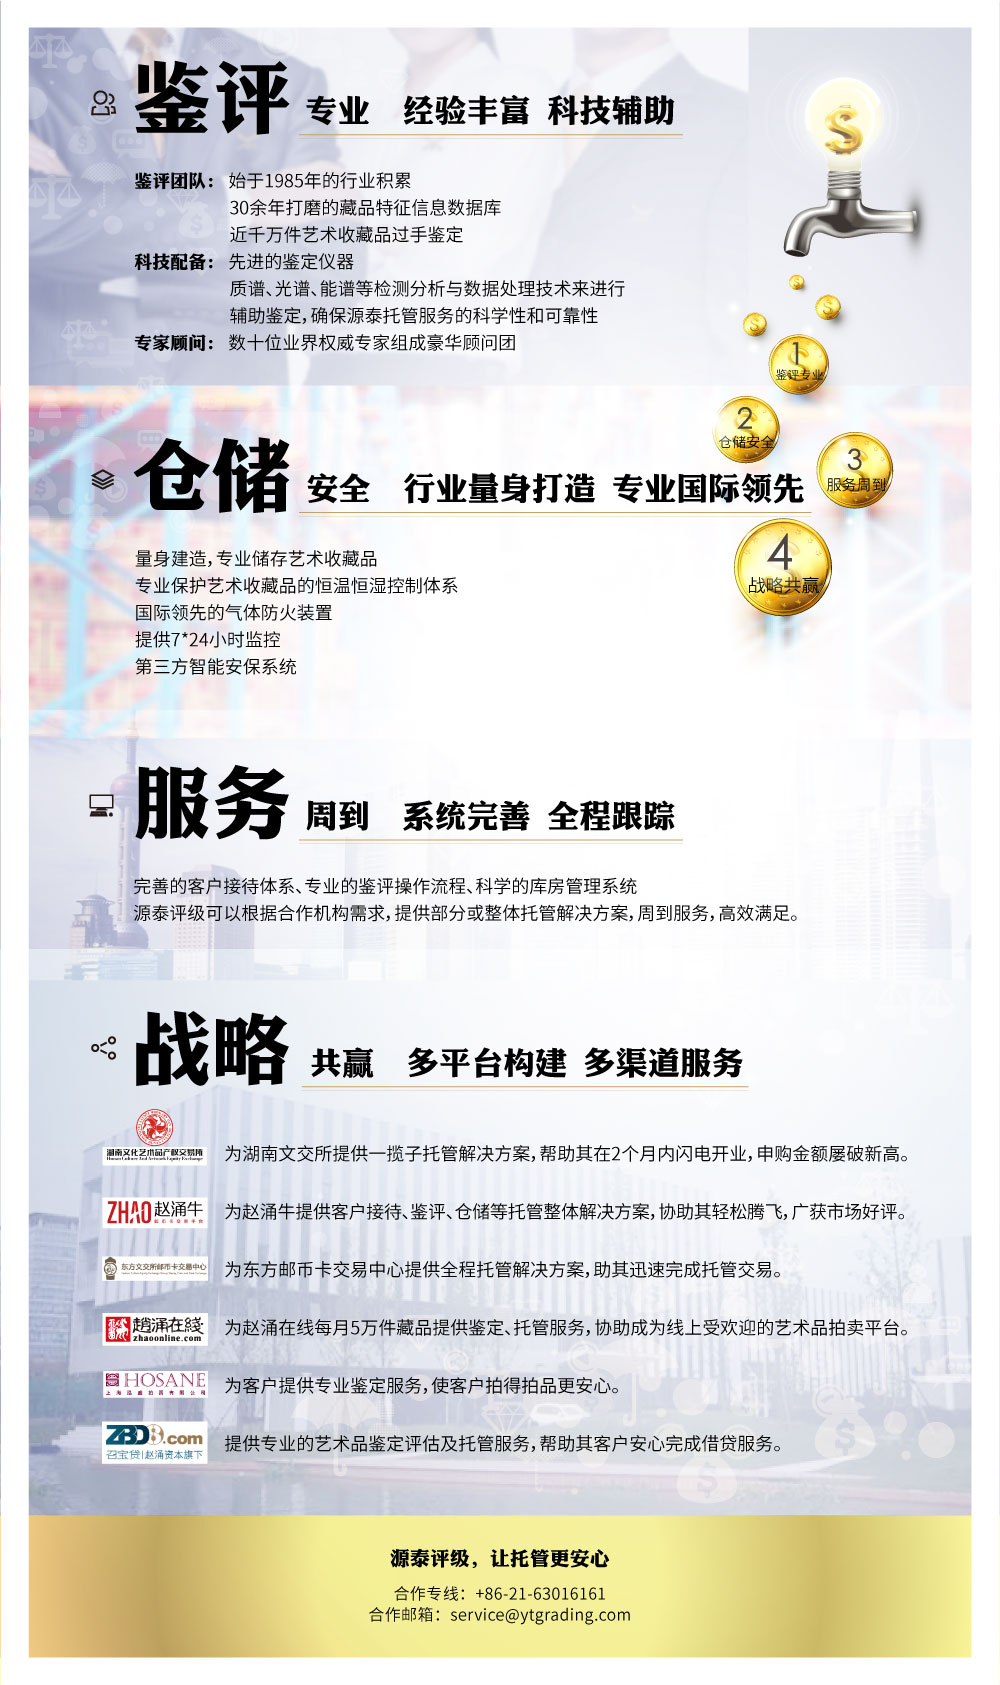 鉴评 专业 经验丰富 科技辅助
鉴评团队： 始于1985年的行业积累
30余年打磨的藏品特征信息数据库
近千万件艺术收藏品过手鉴定
科技配备： 先进的鉴定仪器
质谱、光谱、能谱等检测分析与数据处理技术来进行
辅助鉴定，确保源泰托管服务的科学性和可靠性
专家顾问： 数十位业界权威专家组成豪华顾问团
$
1
鉴评专业
2
仓储安全
3
服务周到
4
战略共赢
仓储 安全 行业量身打造 专业国际领先
量身建造，专业储存艺术收藏品
专业保护艺术收藏品的恒温恒湿控制体系
国际领先的气体防火装置
提供7*24小时监控
第三方智能安保系统
服务 周到 系统完善 全程跟踪
完善的客户接待体系、专业的鉴评操作流程、科学的库房管理系统
源泰评级可以根据合作机构需求，提供部分或整体托管解决方案，周到服务，高效满足。
战略 共赢 多平台构建 多渠道服务
湖南文化艺术品产权交易所
Hunan Culture And Artwork Equity Exchange
为湖南文交所提供一揽子托管解决方案，帮助其在2个月内闪电开业，申购金额屡破新高。
ZHAO 赵涌牛
为赵涌牛提供客户接待、鉴评、仓储等托管整体解决方案，协助其轻松腾飞，广获市场好评。
东方文交所邮币卡交易中心
为东方邮币卡交易中心提供全程托管解决方案，助其迅速完成托管交易。
趙涌在綫
zhaoonline.com
为赵涌在线每月5万件藏品提供鉴定、托管服务，协助成为线上受欢迎的艺术品拍卖平台。
HOSANE
上海泓盛拍卖有限公司
为客户提供专业鉴定服务，使客户拍得拍品更安心。
ZBD8.com
召宝贷|赵涌资本旗下
提供专业的艺术品鉴定评估及托管服务，帮助其客户安心完成借贷服务。
源泰评级，让托管更安心
合作专线：+86-21-63016161
合作邮箱：service@ytgrading.com